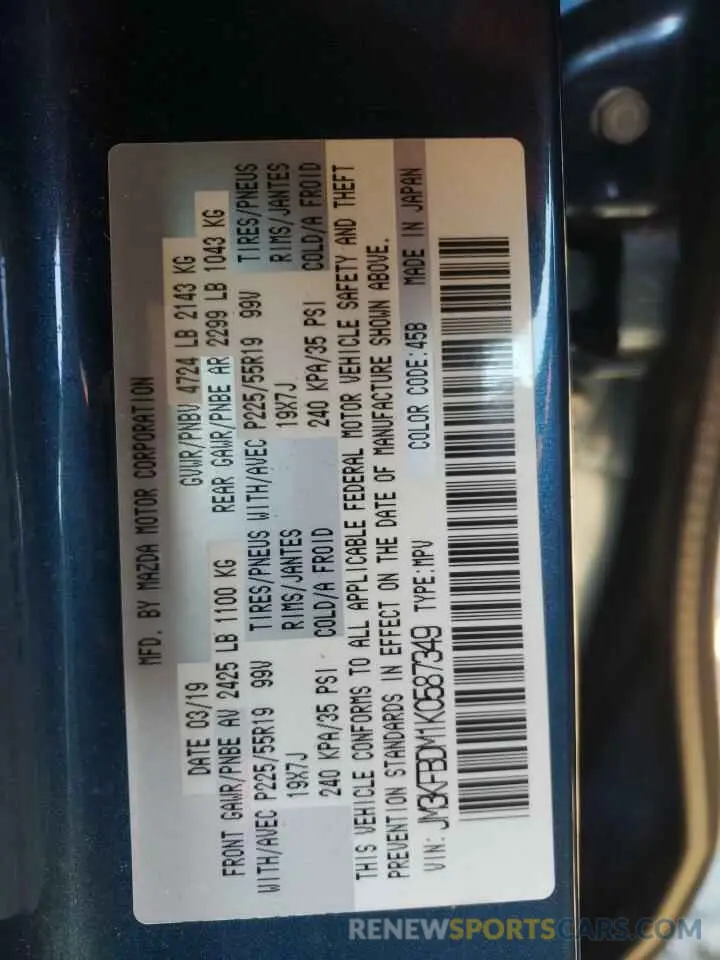 MFD. BY MAZDA MOTOR CORPORATION
DATE 03/19 GVWR/PNBV 4724 LB 2143 KG
FRONT GAWR/PNBE AV 2425 LB 1100 KG REAR GAWR/PNBE AR 2299 LB 1043 KG
WITH/AVEC P225/55R19 99V TIRES/PNEUS WITH/AVEC P225/55R19 99V TIRES/PNEUS
19X7J RIMS/JANTES 19X7J RIMS/JANTES
240 KPA/35 PSI COLD/A FROID 240 KPA/35 PSI COLD/A FROID
THIS VEHICLE CONFORMS TO ALL APPLICABLE FEDERAL MOTOR VEHICLE SAFETY AND THEFT
PREVENTION STANDARDS IN EFFECT ON THE DATE OF MANUFACTURE SHOWN ABOVE.
VIN: JM3KFBDM1K0587349 TYPE:MPV COLOR CODE:45B MADE IN JAPAN
RENEWSPORTSCARS.COM